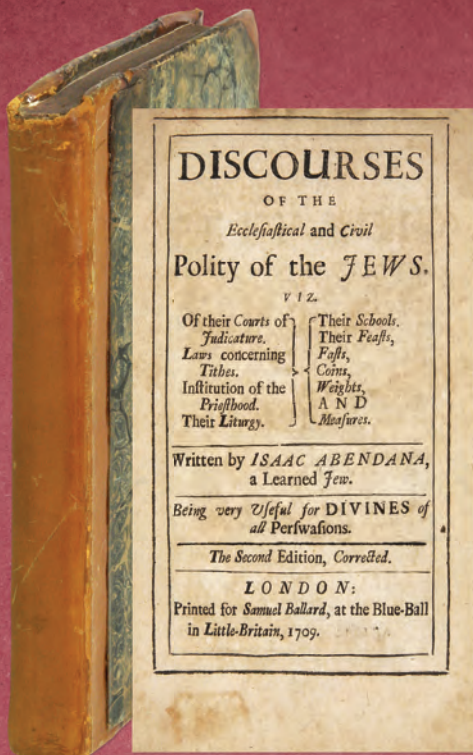 DISCOURSES
OF THE
Eccleſiaſtical and Civil
Polity of the JEWS.
VIZ.
Of their Courts of
Judicature.
Laws concerning
Tithes.
Inſtitution of the
Prieſthood.
Their Liturgy.
Their Schools.
Their Feaſts,
Faſts,
Coins,
Weights,
AND
Meaſures.
Written by ISAAC ABENDANA,
a Learned Jew.
Being very Uſeful for DIVINES of
all Perſwaſions.
The Second Edition, Corrected.
LONDON:
Printed for Samuel Ballard, at the Blue-Ball
in Little-Britain, 1709.